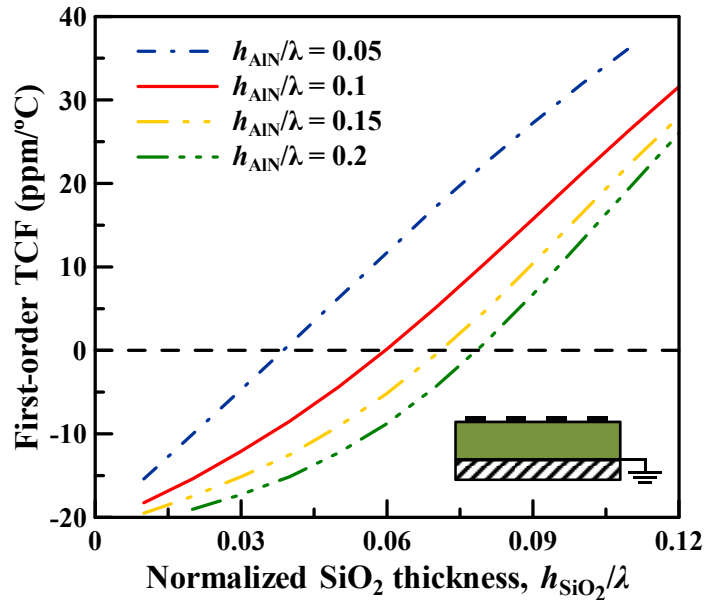 40
30
20
10
0
-10
-20
First-order TCF (ppm/ºC)
h_AlN/λ = 0.05
h_AlN/λ = 0.1
h_AlN/λ = 0.15
h_AlN/λ = 0.2
0 0.03 0.06 0.09 0.12
Normalized SiO₂ thickness, h_SiO₂/λ